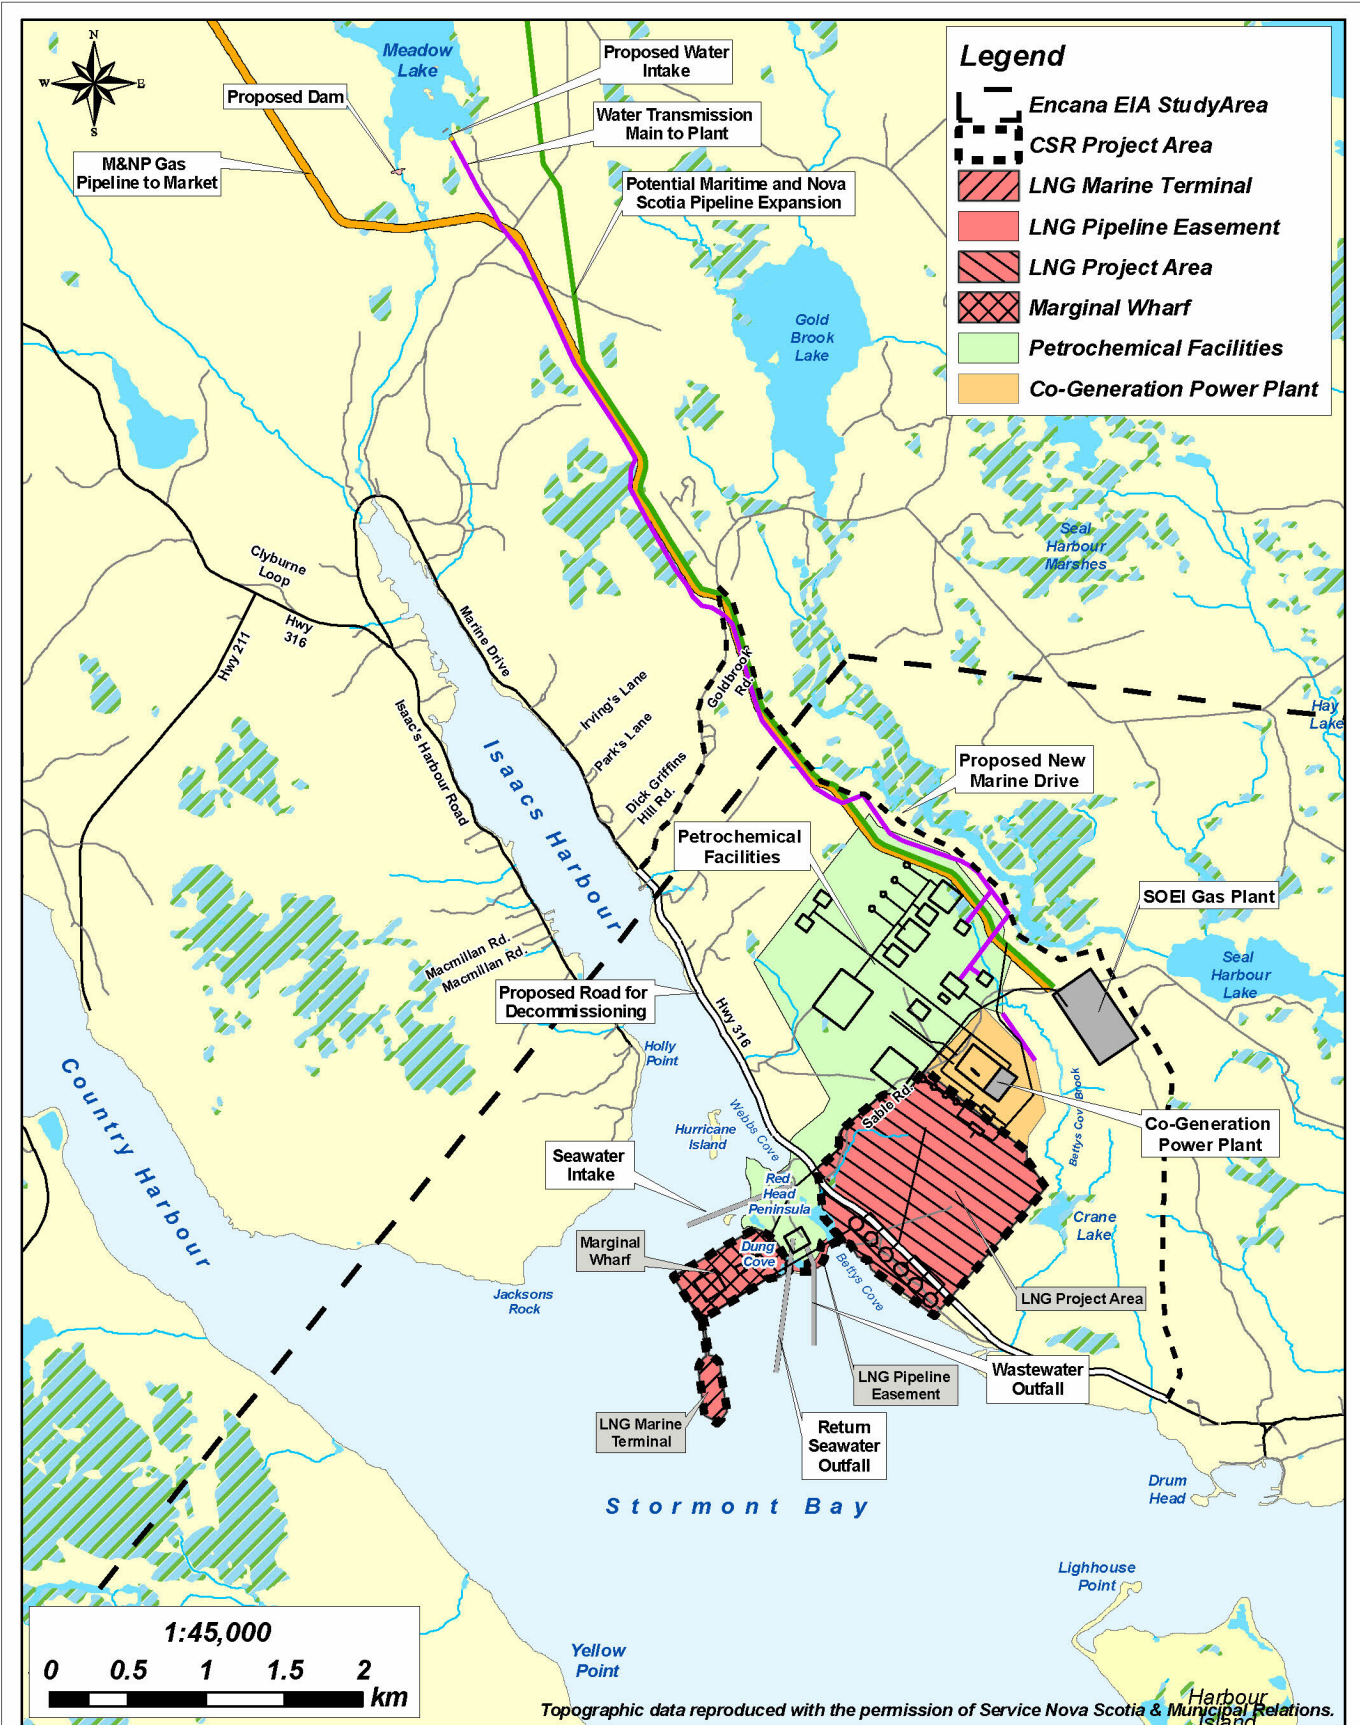 N
W
E
S
Meadow
Lake
Proposed Water
Intake
Proposed Dam
Water Transmission
Main to Plant
M&NP Gas
Pipeline to Market
Potential Maritime and Nova
Scotia Pipeline Expansion
Legend
Encana EIA StudyArea
CSR Project Area
LNG Marine Terminal
LNG Pipeline Easement
LNG Project Area
Marginal Wharf
Petrochemical Facilities
Co-Generation Power Plant
Gold
Brook
Lake
Seal
Harbour
Marshes
Clyburne
Loop
Hwy
316
Hwy 211
Marine Drive
Irving's Lane
Park's Lane
Dick Griffins
Hill Rd.
Goldbrook
Rd.
Isaac's Harbour Road
Isaacs Harbour
Hay
Lake
Proposed New
Marine Drive
Petrochemical
Facilities
SOEI Gas Plant
Seal
Harbour
Lake
Macmillan Rd.
Macmillan Rd.
Proposed Road for
Decommissioning
Hwy 316
Holly
Point
Country Harbour
Hurricane
Island
Webbs Cove
Sable Rd.
Bettys Cove Brook
Co-Generation
Power Plant
Seawater
Intake
Red
Head
Peninsula
Crane
Lake
Marginal
Wharf
Dung
Cove
Bettys Cove
Jacksons
Rock
LNG Project Area
LNG Pipeline
Easement
Wastewater
Outfall
LNG Marine
Terminal
Return
Seawater
Outfall
Stormont Bay
Drum
Head
Lighhouse
Point
Yellow
Point
1:45,000
0 0.5 1 1.5 2
km
Harbour
Island
Topographic data reproduced with the permission of Service Nova Scotia & Municipal Relations.